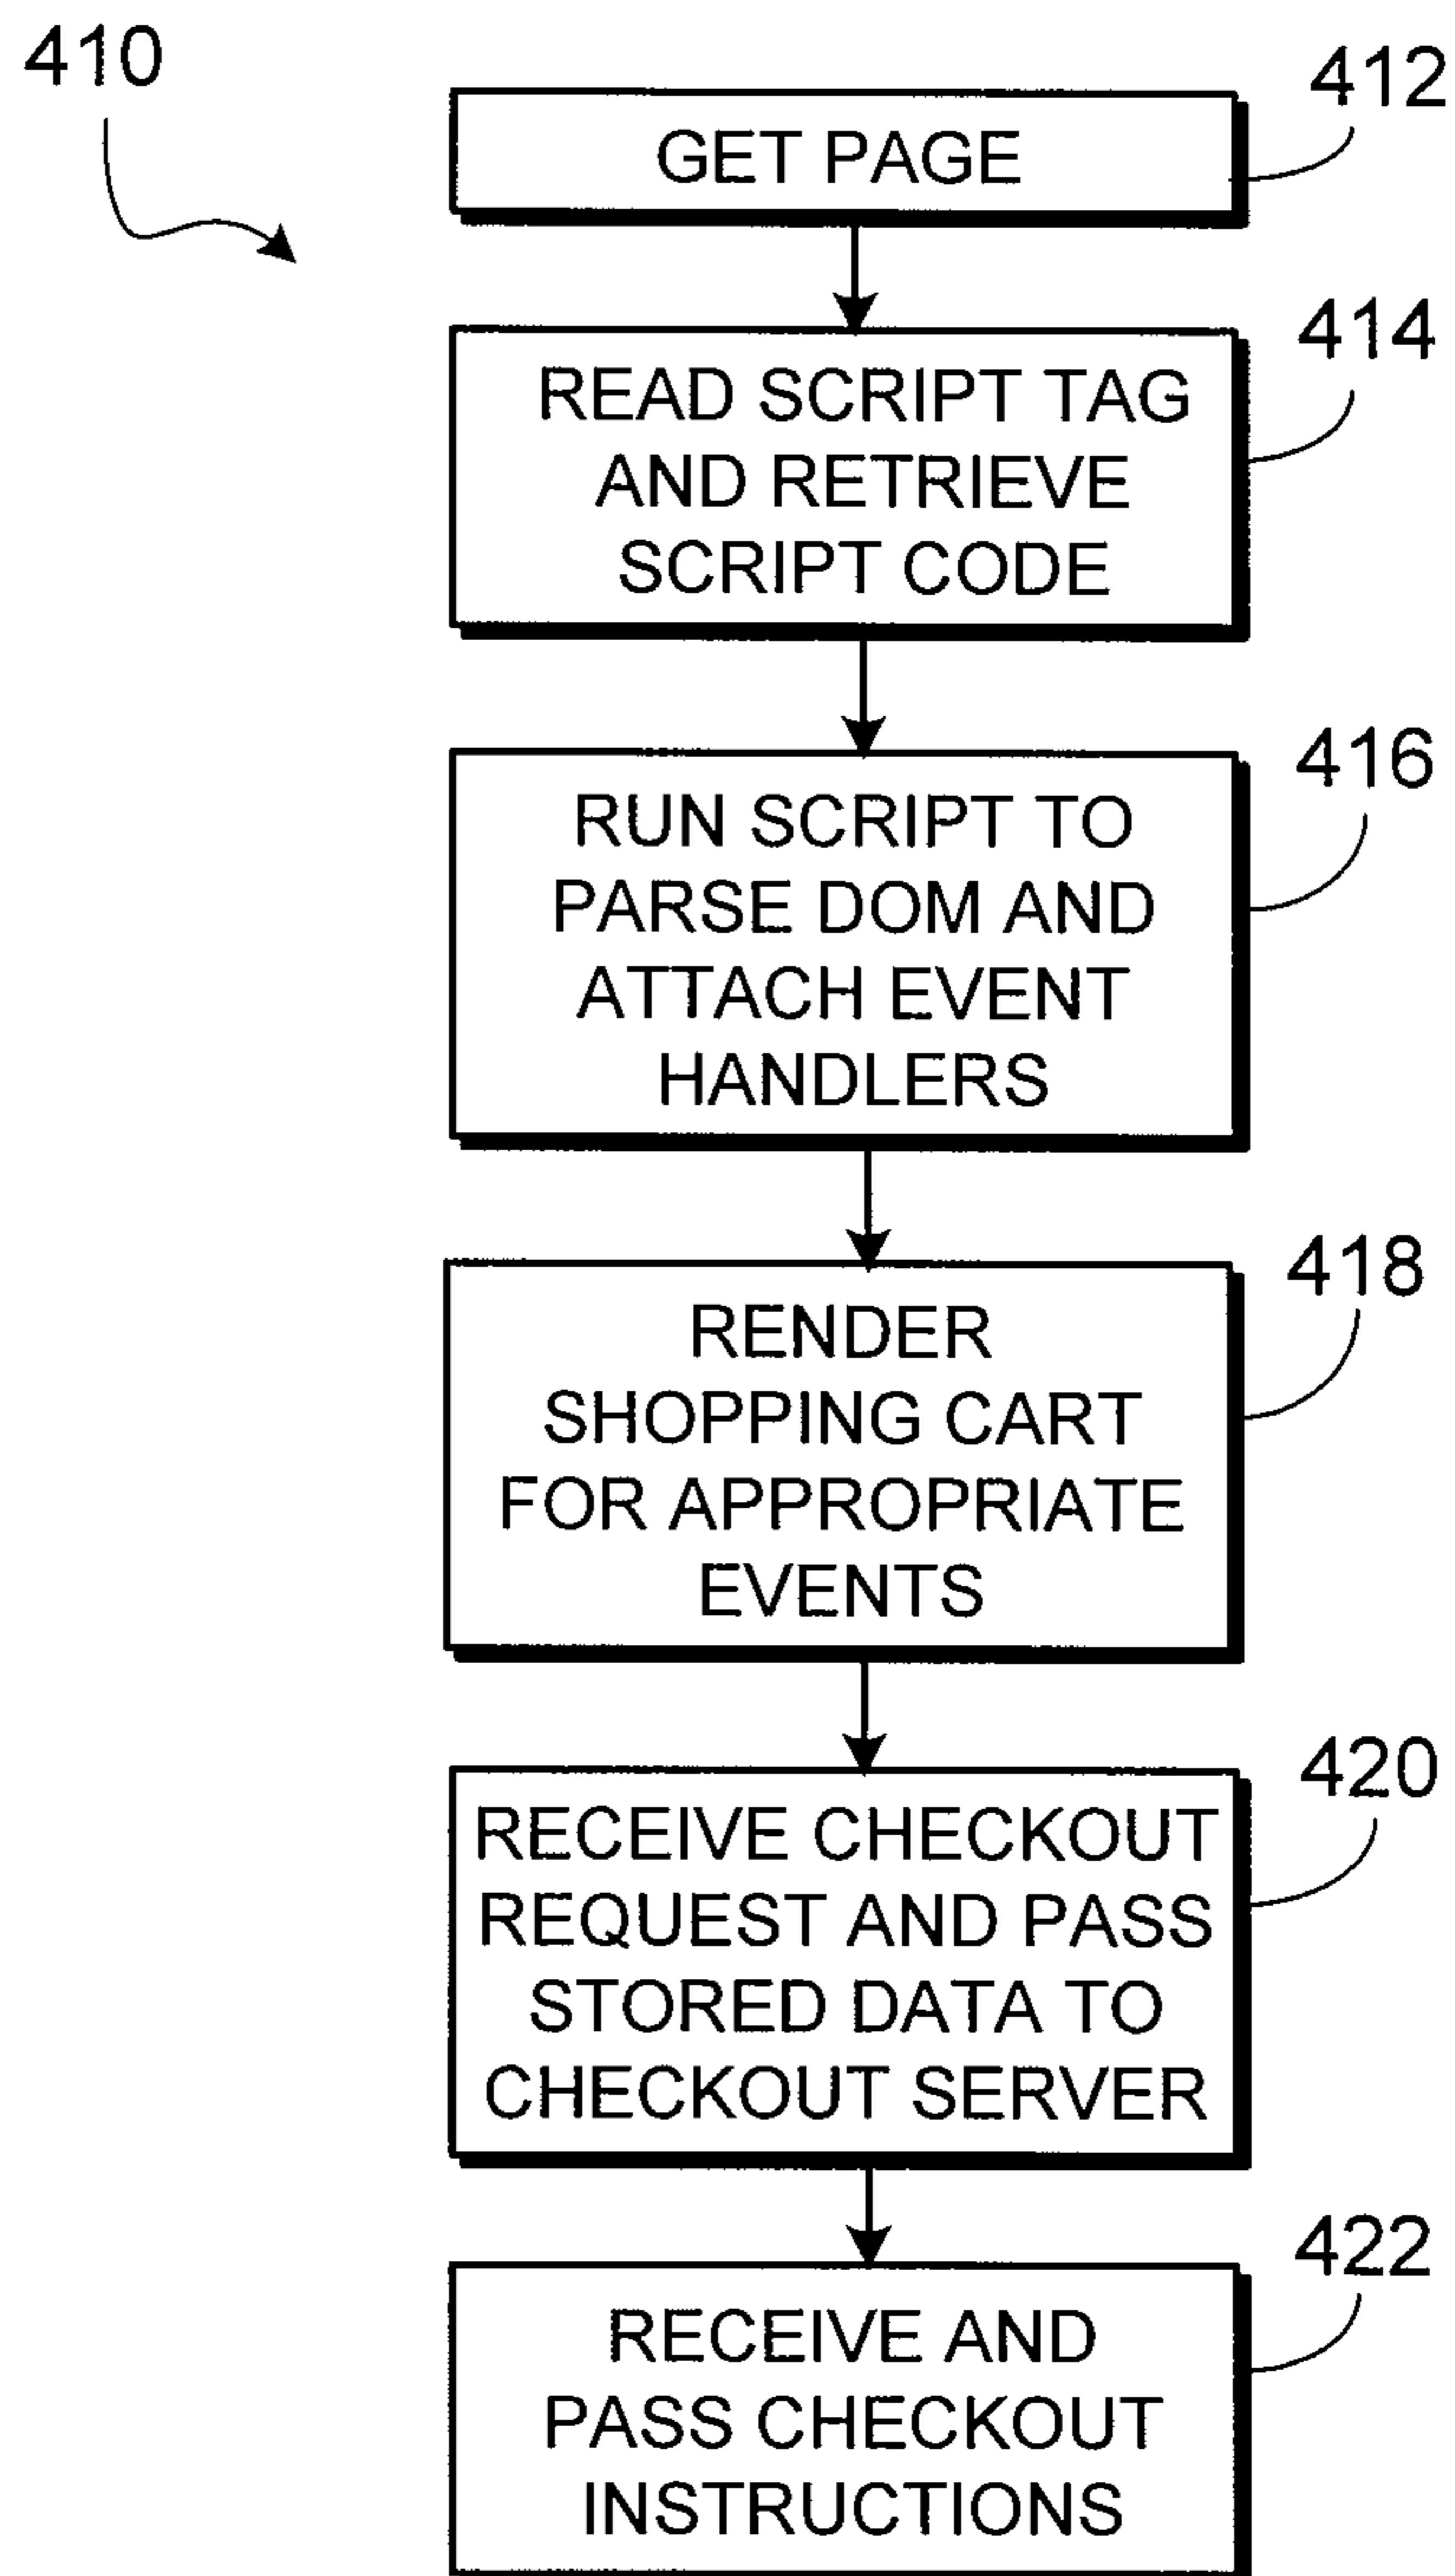 410
412
GET PAGE
414
READ SCRIPT TAG
AND RETRIEVE
SCRIPT CODE
416
RUN SCRIPT TO
PARSE DOM AND
ATTACH EVENT
HANDLERS
418
RENDER
SHOPPING CART
FOR APPROPRIATE
EVENTS
420
RECEIVE CHECKOUT
REQUEST AND PASS
STORED DATA TO
CHECKOUT SERVER
422
RECEIVE AND
PASS CHECKOUT
INSTRUCTIONS